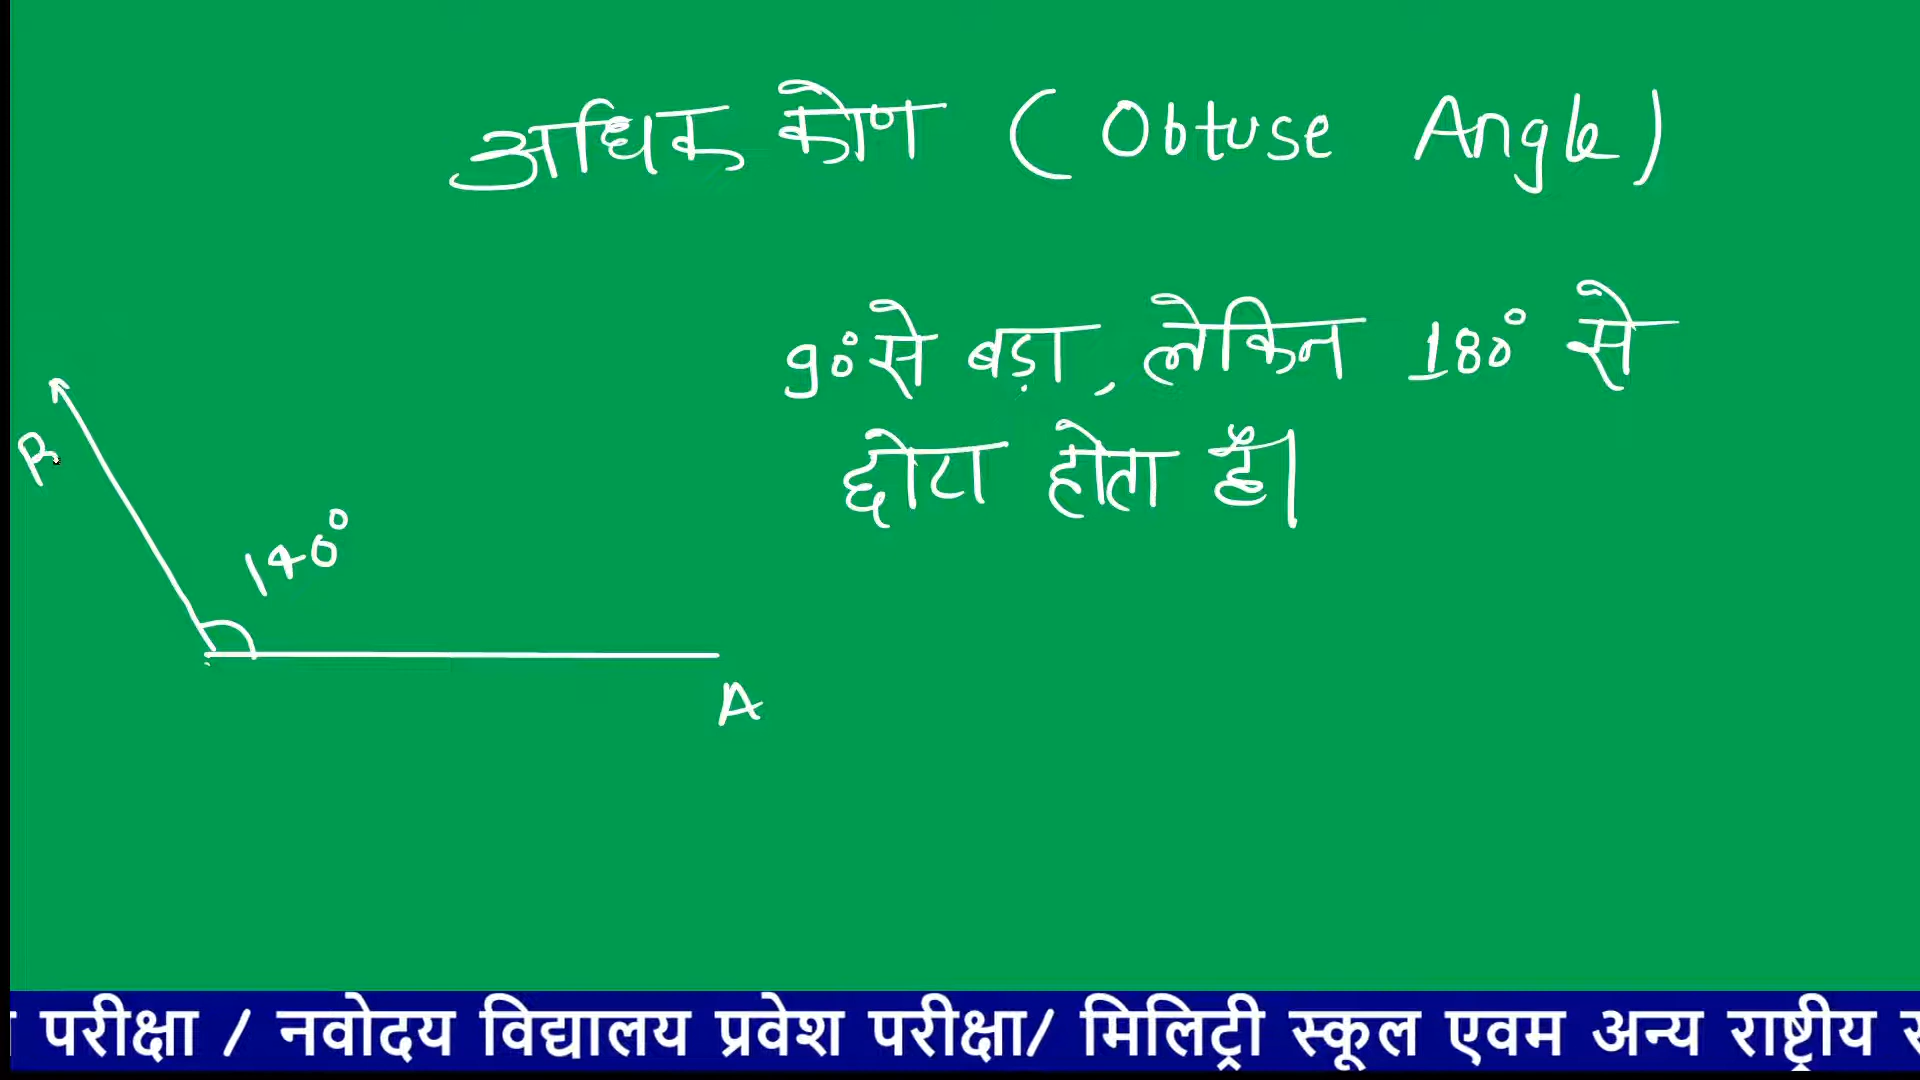 अधिक कोण (Obtuse Angle)
90° से बड़ा, लेकिन 180° से
छोटा होता है।
140°
A
परीक्षा / नवोदय विद्यालय प्रवेश परीक्षा/ मिलिट्री स्कूल एवम अन्य राष्ट्रीय